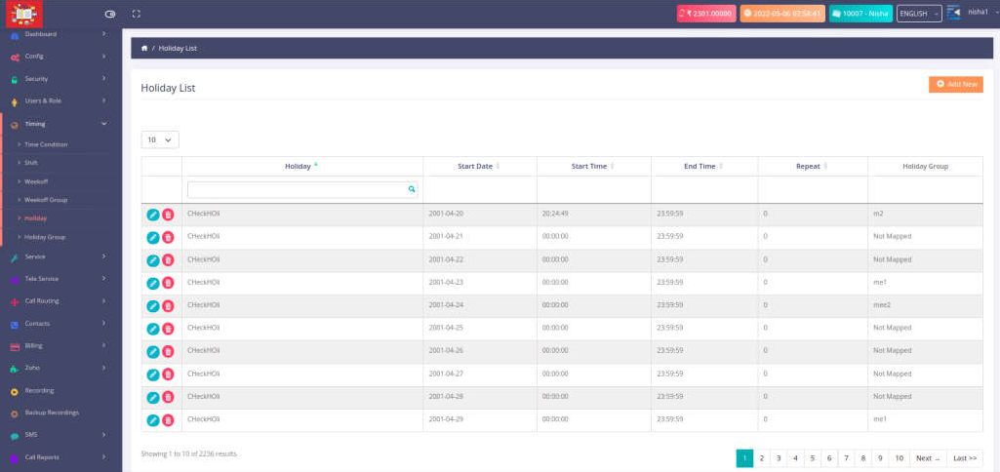 ₹ 2301.00000 2022-05-06 07:58:41 10007 - Nisha ENGLISH nisha1
Dashboard
Config
Security
Users & Role
Timing
Time Condition
Shift
Weekoff
Weekoff Group
Holiday
Holiday Group
Service
Tele Service
Call Routing
Contacts
Billing
Zoho
Recording
Backup Recordings
SMS
Call Reports
/ Holiday List
Holiday List
Add New
10
Holiday Start Date Start Time End Time Repeat Holiday Group
CHeckHOli 2001-04-20 20:24:49 23:59:59 0 m2
CHeckHOli 2001-04-21 00:00:00 23:59:59 0 Not Mapped
CHeckHOli 2001-04-22 00:00:00 23:59:59 0 Not Mapped
CHeckHOli 2001-04-23 00:00:00 23:59:59 0 me1
CHeckHOli 2001-04-24 00:00:00 23:59:59 0 mee2
CHeckHOli 2001-04-25 00:00:00 23:59:59 0 Not Mapped
CHeckHOli 2001-04-26 00:00:00 23:59:59 0 Not Mapped
CHeckHOli 2001-04-27 00:00:00 23:59:59 0 Not Mapped
CHeckHOli 2001-04-28 00:00:00 23:59:59 0 Not Mapped
CHeckHOli 2001-04-29 00:00:00 23:59:59 0 me1
Showing 1 to 10 of 2236 results
1 2 3 4 5 6 7 8 9 10 Next → Last >>